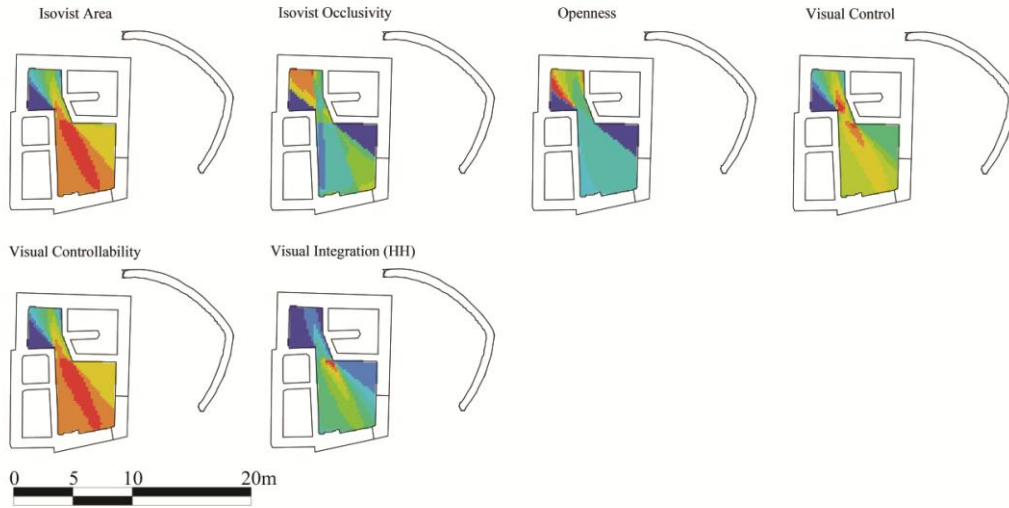 Isovist Area
Isovist Occlusivity
Openness
Visual Control
Visual Controllability
Visual Integration (HH)
0 5 10 20m